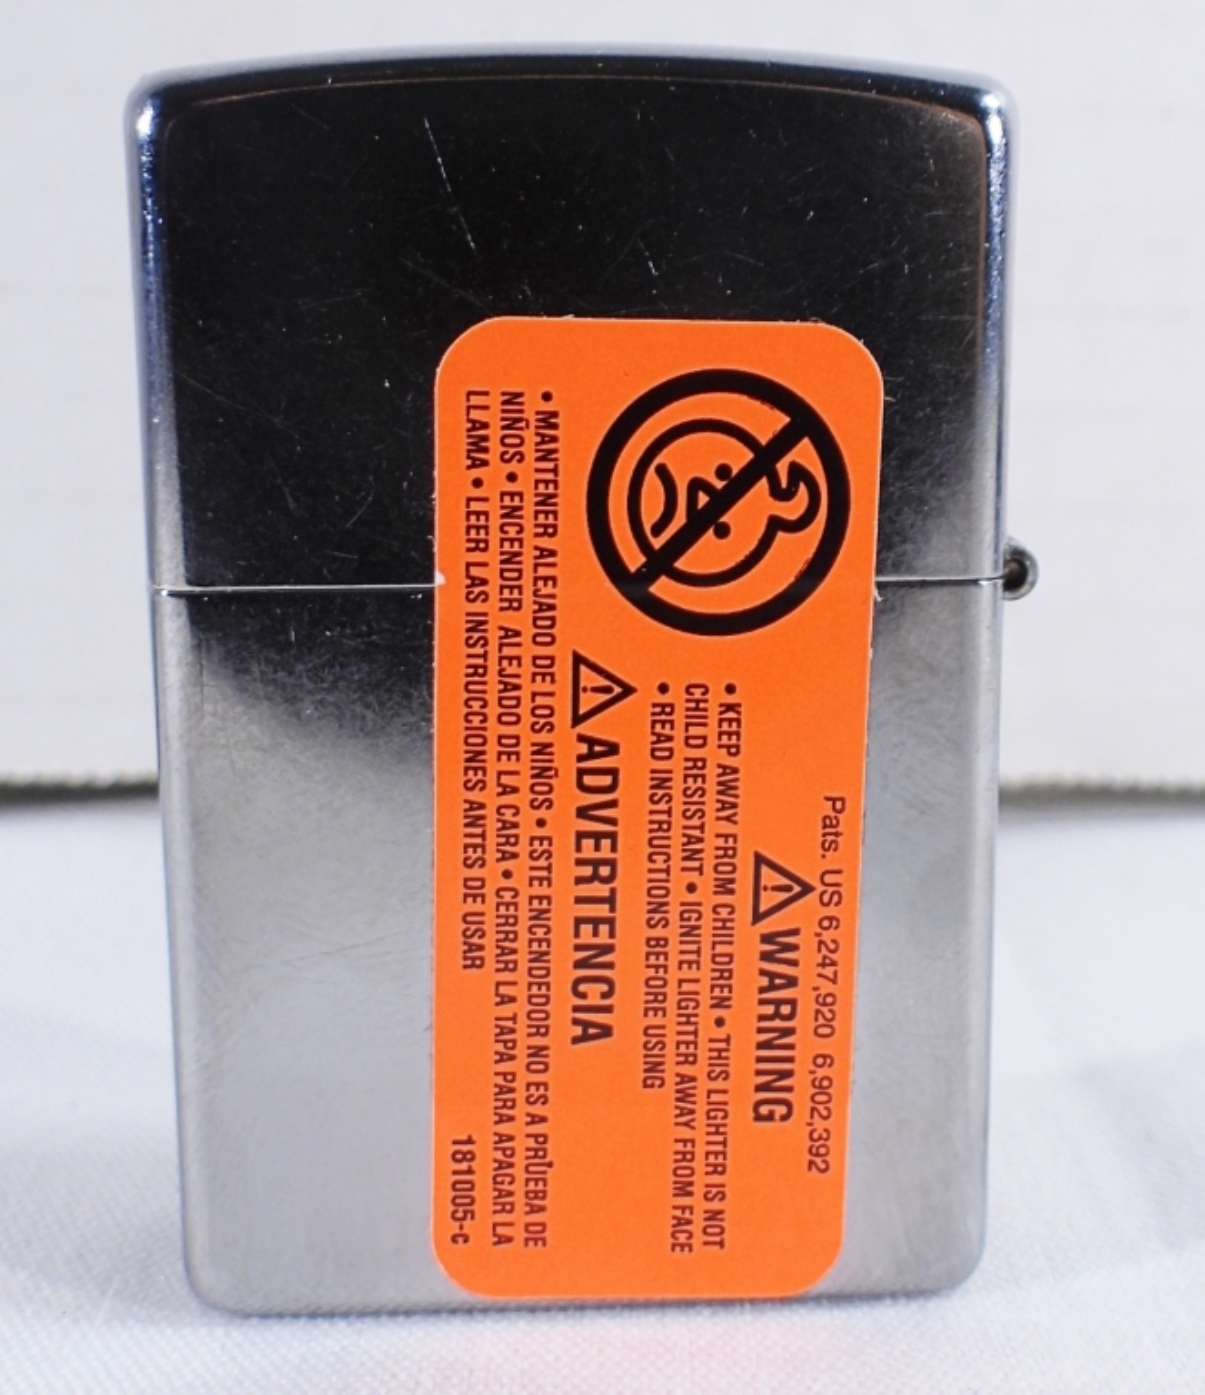 Pats. US 6,247,920 6,902,392
WARNING
• KEEP AWAY FROM CHILDREN • THIS LIGHTER IS NOT
CHILD RESISTANT • IGNITE LIGHTER AWAY FROM FACE
• READ INSTRUCTIONS BEFORE USING
ADVERTENCIA
• MANTENER ALEJADO DE LOS NIÑOS • ESTE ENCENDEDOR NO ES A PRUEBA DE
NIÑOS • ENCENDER ALEJADO DE LA CARA • CERRAR LA TAPA PARA APAGAR LA
LLAMA • LEER LAS INSTRUCCIONES ANTES DE USAR
181005-c